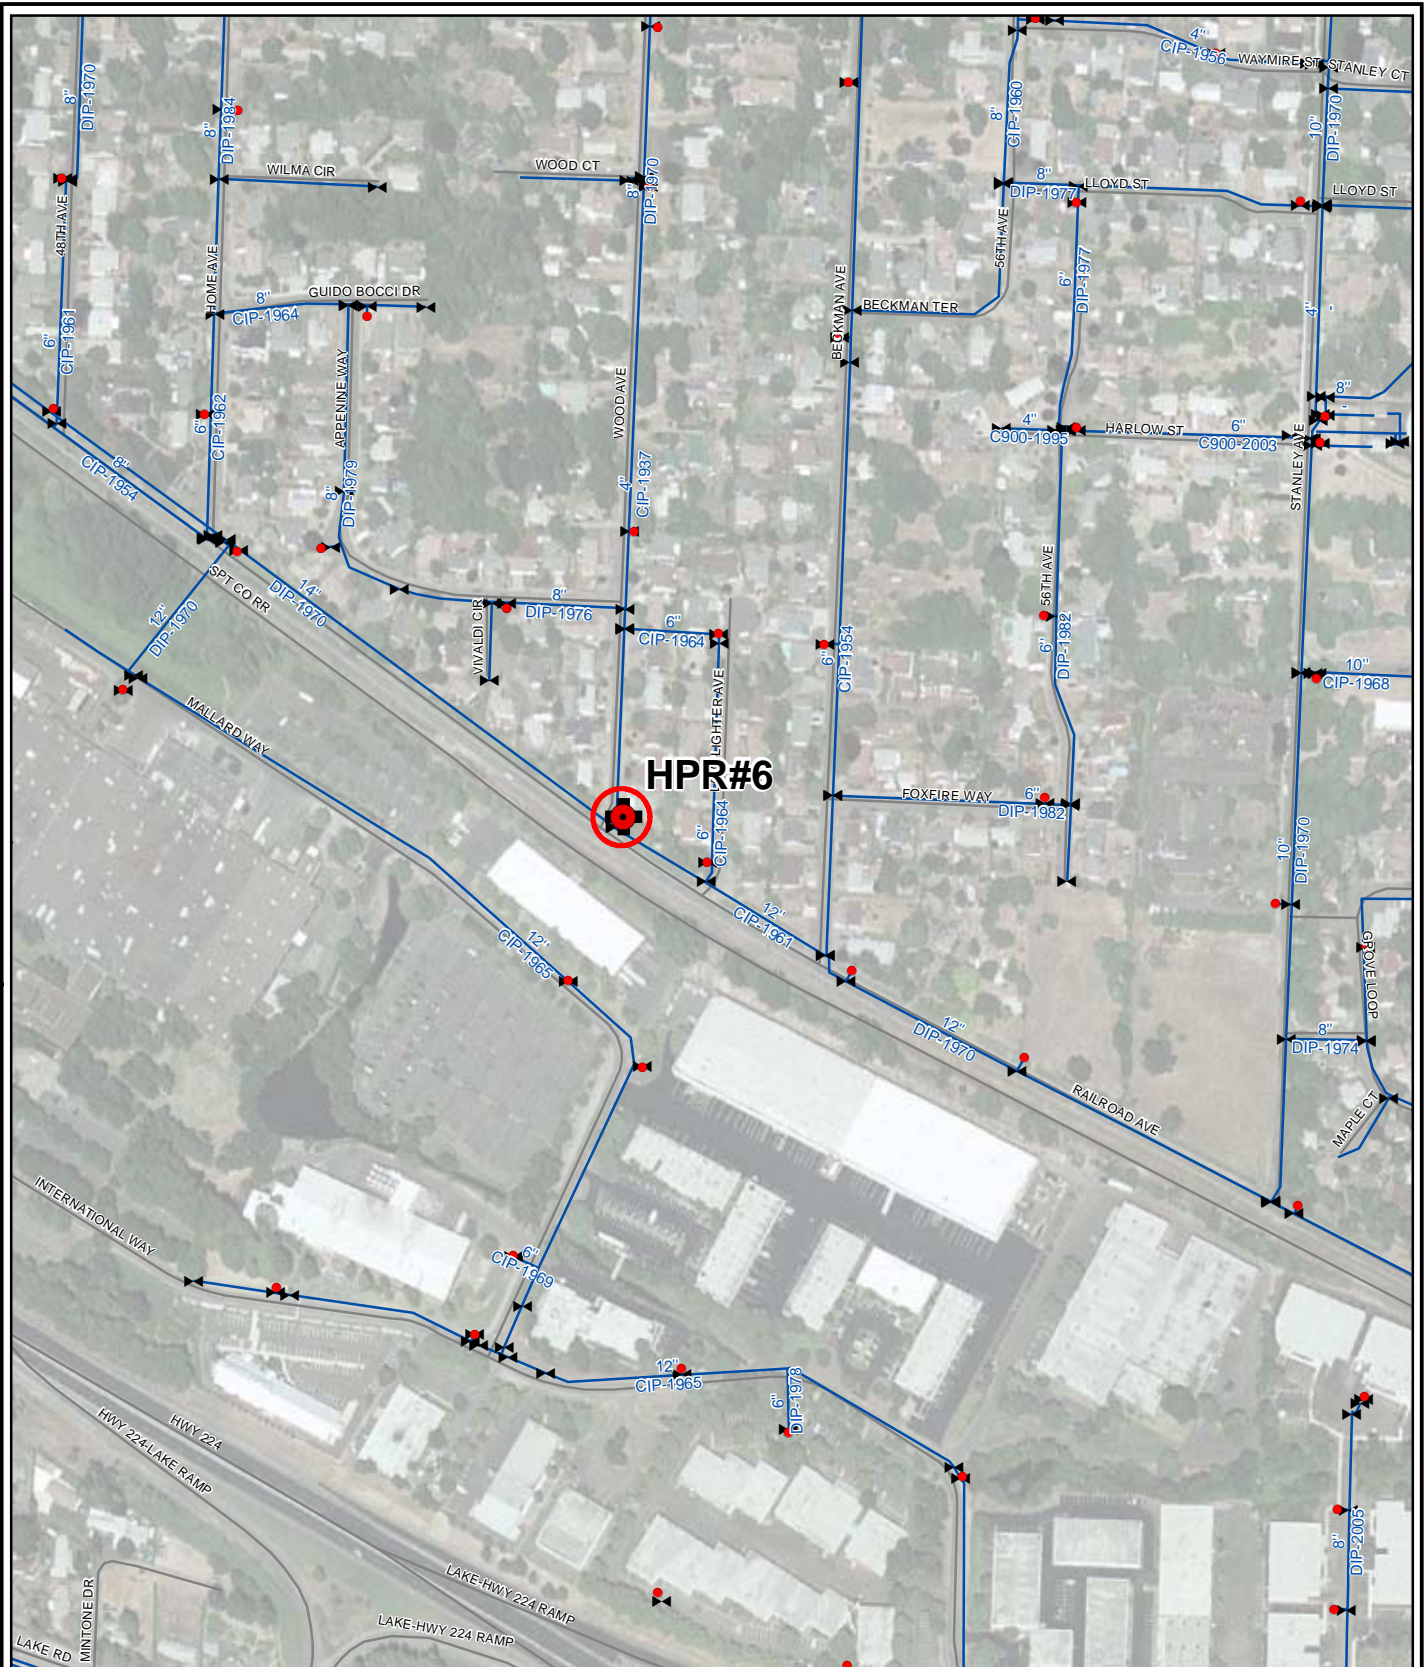 4"
CIP-1956
WAYMIRE ST
STANLEY CT
8"
DIP-1970
8"
DIP-1984
8"
CIP-1960
10"
DIP-1970
WILMA CIR
WOOD CT
8"
DIP-1970
8"
DIP-1977
LLOYD ST
LLOYD ST
48TH AVE
HOME AVE
56TH AVE
6"
DIP-1977
GUIDO BOCCI DR
8"
CIP-1964
BECKMAN AVE
BECKMAN TER
4"
-
6"
CIP-1961
APPENINE WAY
WOOD AVE
8"
-
6"
CIP-1962
4"
C900-1995
HARLOW ST
6"
C900-2003
STANLEY AVE
8"
CIP-1954
8"
DIP-1979
4"
CIP-1937
SPT CO RR
14"
DIP-1970
12"
DIP-1970
8"
DIP-1976
VIVALDI CIR
6"
CIP-1964
6"
CIP-1954
56TH AVE
6"
DIP-1982
10"
CIP-1968
MALLARD WAY
LIGHTER AVE
HPR#6
FOXFIRE WAY
6"
DIP-1982
6"
CIP-1964
10"
DIP-1970
12"
CIP-1961
12"
CIP-1965
GROVE LOOP
12"
DIP-1970
8"
DIP-1974
RAILROAD AVE
MAPLE CT
INTERNATIONAL WAY
6"
CIP-1969
12"
CIP-1965
6"
DIP-1978
HWY 224
HWY 224-LAKE RAMP
8"
DIP-2005
LAKE-HWY 224 RAMP
LAKE-HWY 224 RAMP
MINTONE DR
LAKE RD